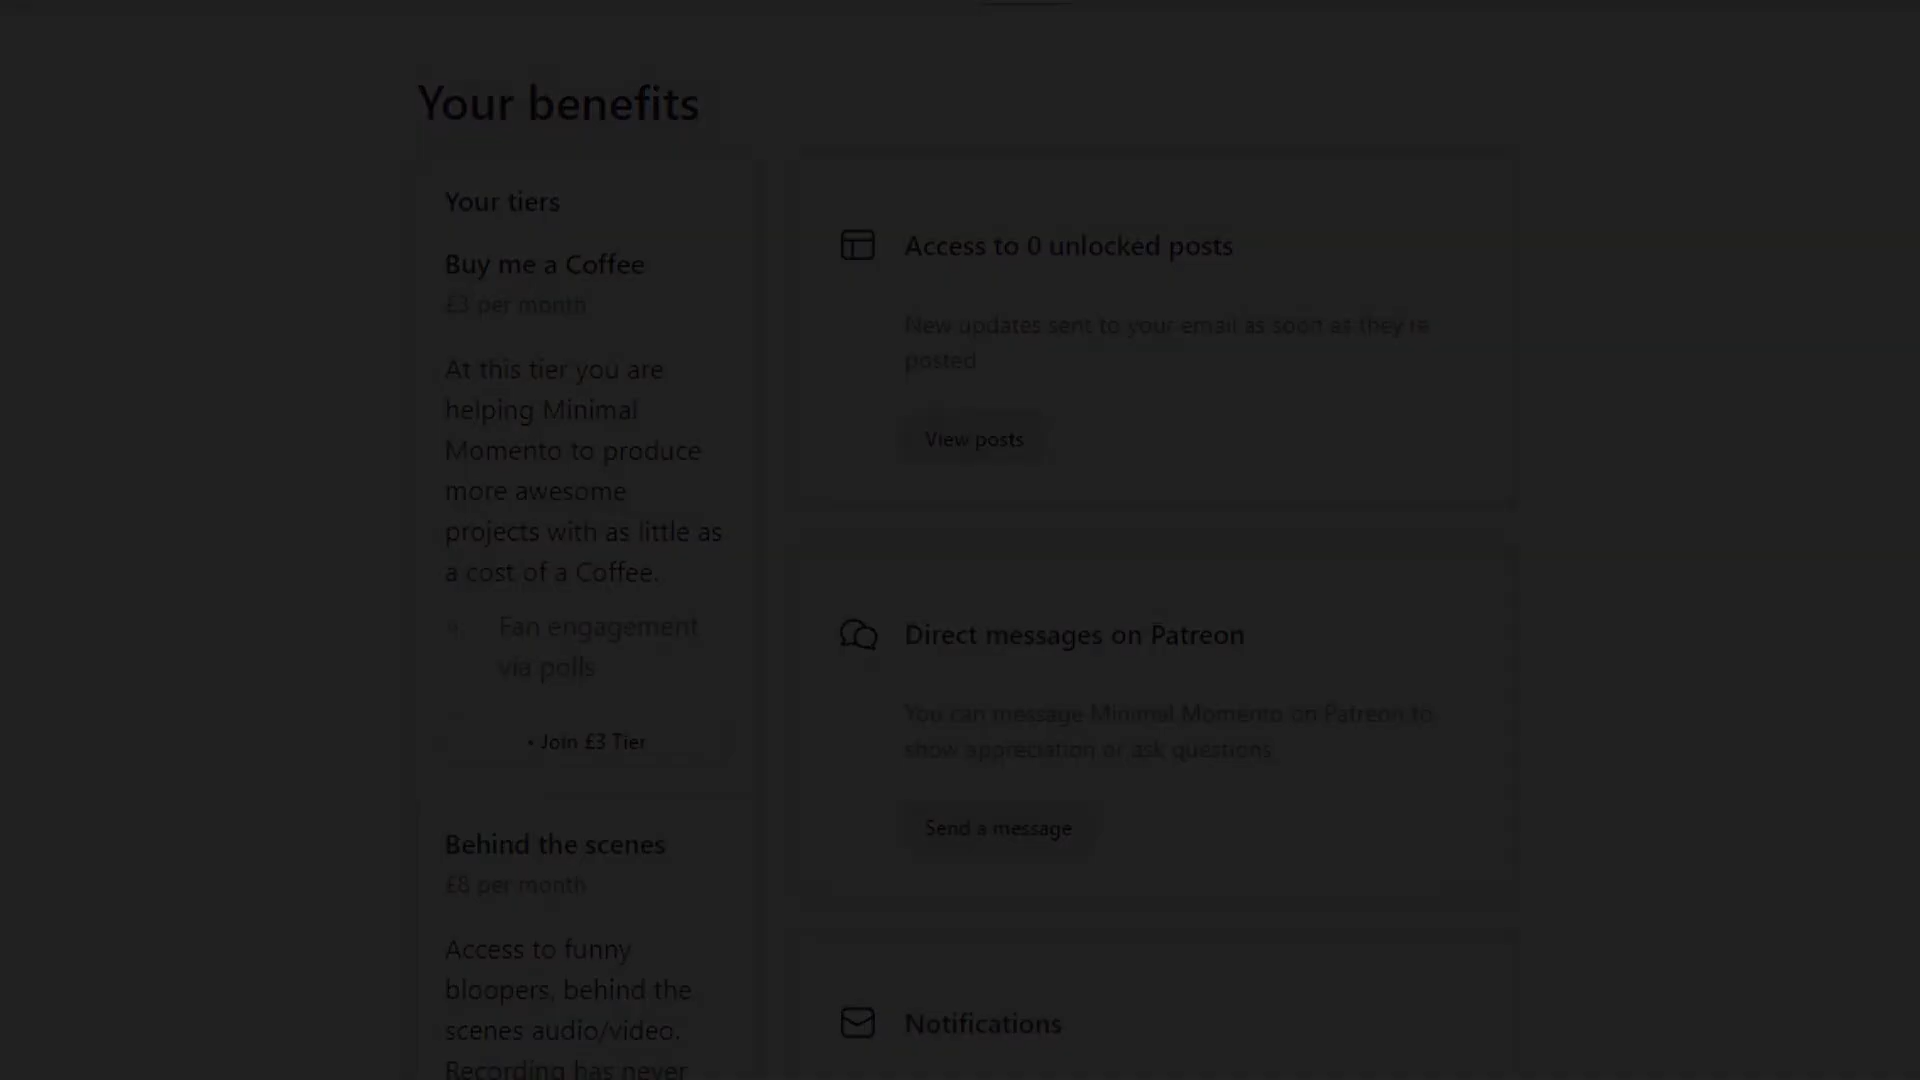 Your benefits
Your tiers
Buy me a Coffee
£3 per month
At this tier you are
helping Minimal
Momento to produce
more awesome
projects with as little as
a cost of a Coffee.
Fan engagement
via polls
• Join £3 Tier
Behind the scenes
£8 per month
Access to funny
bloopers, behind the
scenes audio/video.
Recording has never
Access to 0 unlocked posts
New updates sent to your email as soon as they're
posted
View posts
Direct messages on Patreon
You can message Minimal Momento on Patreon to
show appreciation or ask questions
Send a message
Notifications